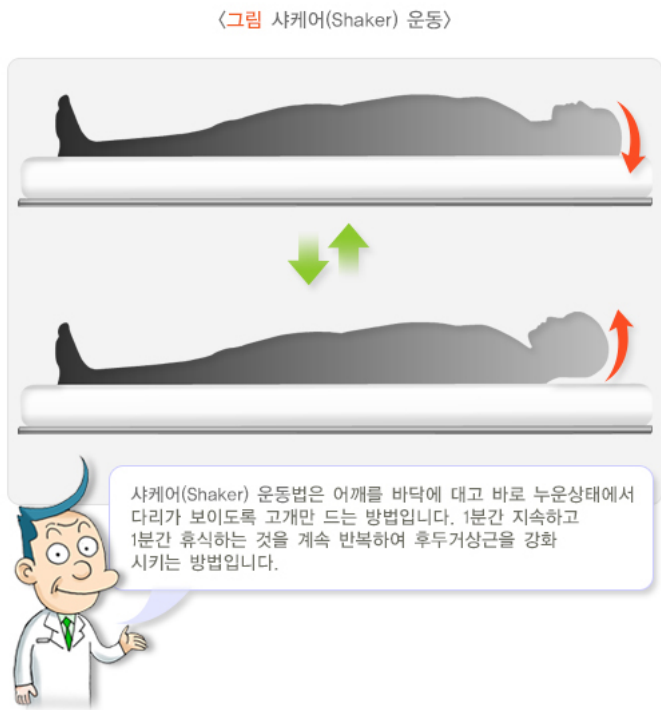 <그림 샤케어(Shaker) 운동>
샤케어(Shaker) 운동법은 어깨를 바닥에 대고 바로 누운상태에서
다리가 보이도록 고개만 드는 방법입니다. 1분간 지속하고
1분간 휴식하는 것을 계속 반복하여 후두거상근을 강화
시키는 방법입니다.